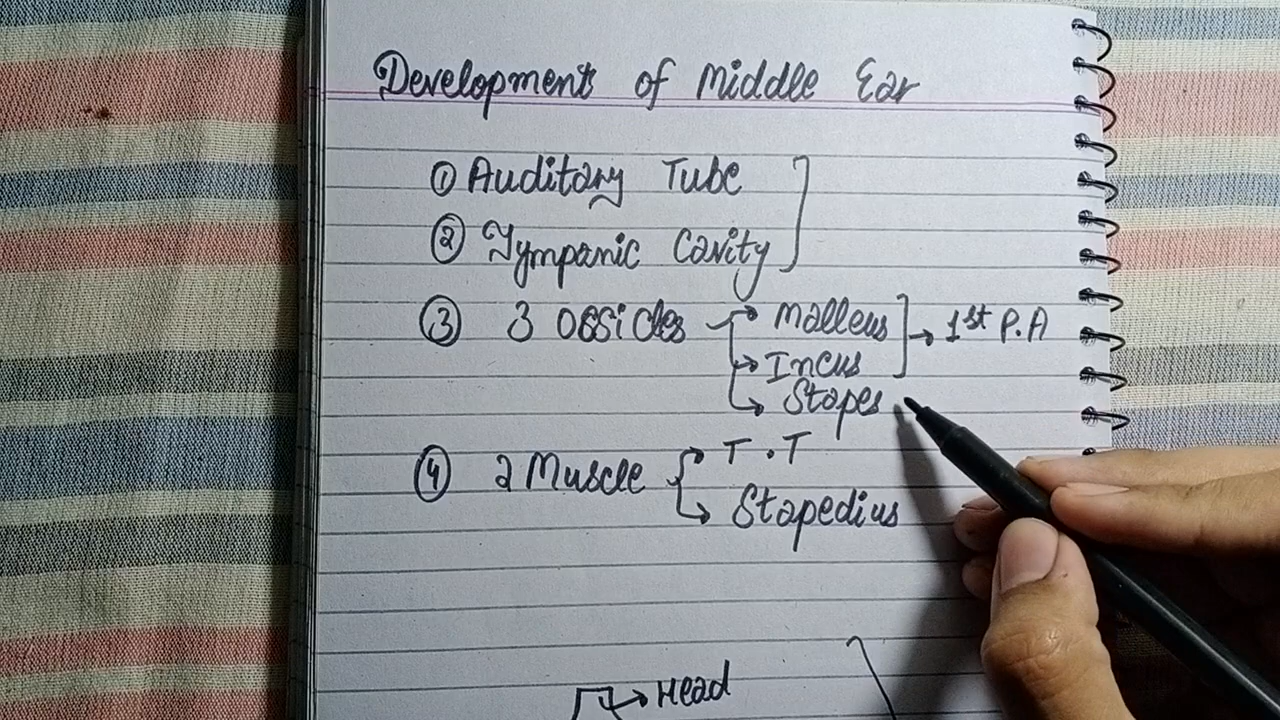 Development of Middle Ear
① Auditory Tube
② Tympanic Cavity
③ 3 Ossicles → Malleus → 1st P.A
→ Incus
→ Stapes
④ 2 Muscle → T.T
→ Stapedius
→ Head